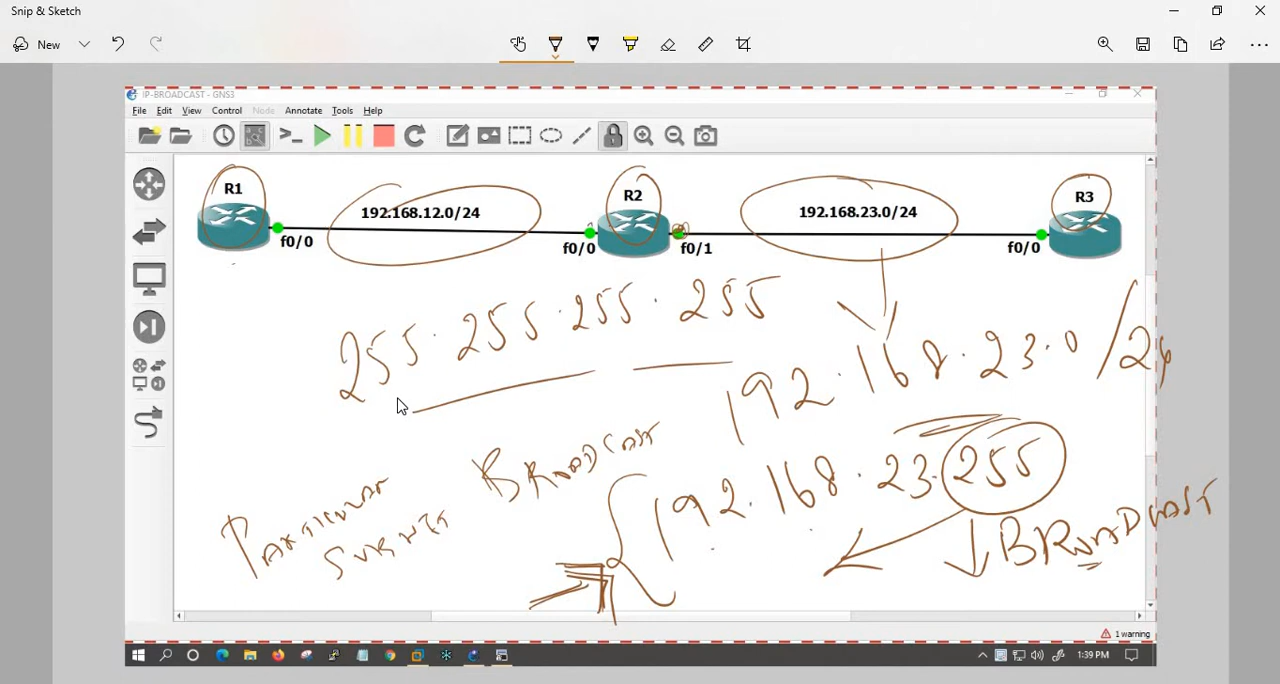 Snip & Sketch
New
IP-BROADCAST - GNS3
File Edit View Control Node Annotate Tools Help
R1
R2
R3
192.168.12.0/24
192.168.23.0/24
f0/0
f0/0
f0/1
f0/0
255.255.255.255
192.168.23.0/24
BROADCAST
192.168.23.255
BROADCAST
PARTICULAR
1 warning
1:39 PM